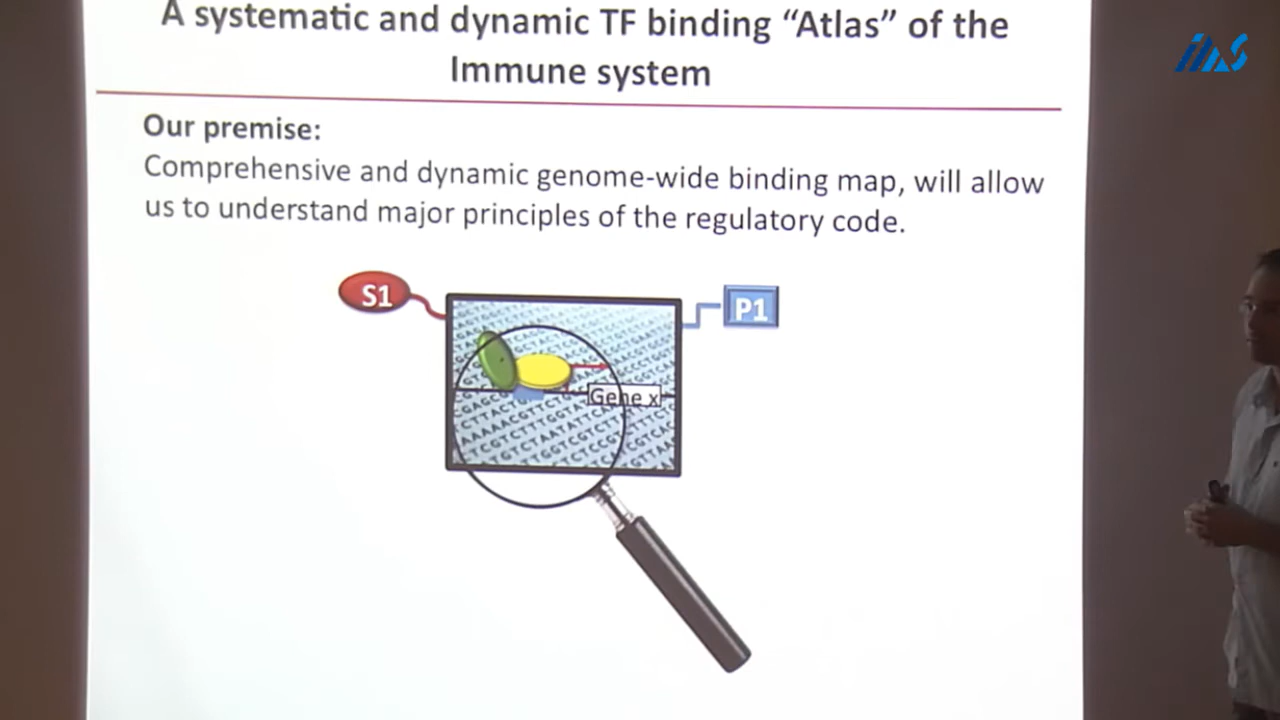 A systematic and dynamic TF binding “Atlas” of the
Immune system
IIAS
Our premise:
Comprehensive and dynamic genome-wide binding map, will allow
us to understand major principles of the regulatory code.
S1
P1
Gene x